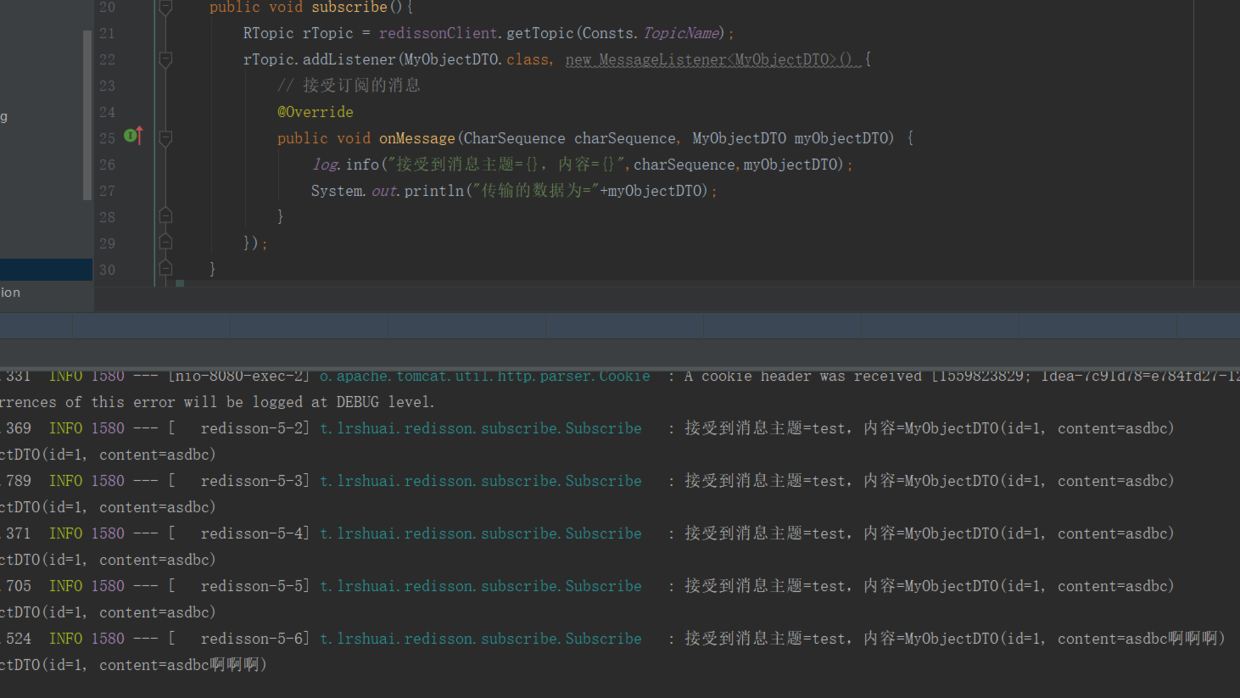 20 public void subscribe(){
21 RTopic rTopic = redissonClient.getTopic(Consts.TopicName);
22 rTopic.addListener(MyObjectDTO.class, new MessageListener<MyObjectDTO>() {
23 // 接受订阅的消息
24 @Override
g
25 public void onMessage(CharSequence charSequence, MyObjectDTO myObjectDTO) {
26 log.info("接受到消息主题={}, 内容={}",charSequence,myObjectDTO);
27 System.out.println("传输的数据为="+myObjectDTO);
28 }
29 });
30 }
ion
.331 INFO 1580 --- [nio-8080-exec-2] o.apache.tomcat.util.http.parser.Cookie : A cookie header was received [1559823829; Idea-7c91d78=e784fd27-12
rrences of this error will be logged at DEBUG level.
.369 INFO 1580 --- [ redisson-5-2] t.lrshuai.redisson.subscribe.Subscribe : 接受到消息主题=test, 内容=MyObjectDTO(id=1, content=asdbc)
ctDTO(id=1, content=asdbc)
.789 INFO 1580 --- [ redisson-5-3] t.lrshuai.redisson.subscribe.Subscribe : 接受到消息主题=test, 内容=MyObjectDTO(id=1, content=asdbc)
ctDTO(id=1, content=asdbc)
.371 INFO 1580 --- [ redisson-5-4] t.lrshuai.redisson.subscribe.Subscribe : 接受到消息主题=test, 内容=MyObjectDTO(id=1, content=asdbc)
ctDTO(id=1, content=asdbc)
.705 INFO 1580 --- [ redisson-5-5] t.lrshuai.redisson.subscribe.Subscribe : 接受到消息主题=test, 内容=MyObjectDTO(id=1, content=asdbc)
ctDTO(id=1, content=asdbc)
.524 INFO 1580 --- [ redisson-5-6] t.lrshuai.redisson.subscribe.Subscribe : 接受到消息主题=test, 内容=MyObjectDTO(id=1, content=asdbc啊啊啊)
ctDTO(id=1, content=asdbc啊啊啊)